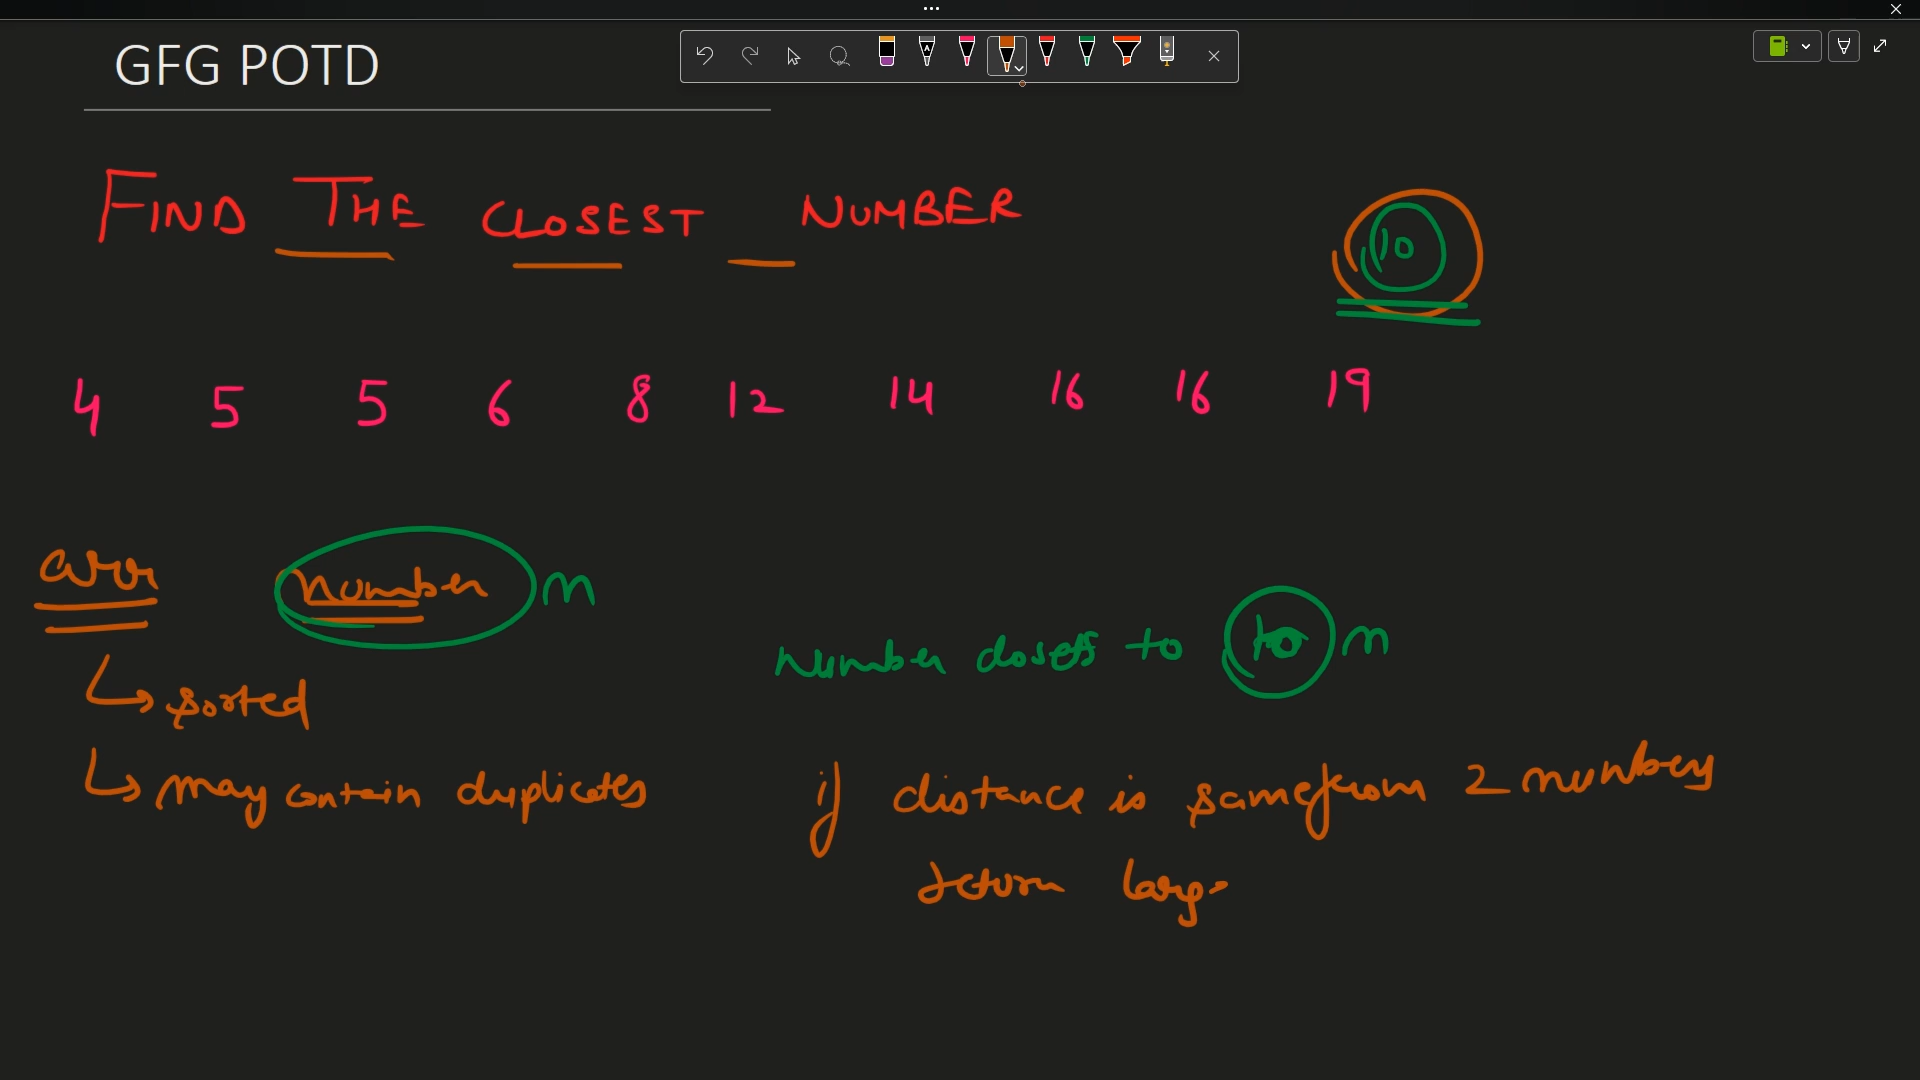 GFG POTD
FIND THE CLOSEST NUMBER
10
4 5 5 6 8 12 14 16 16 19
arr number n
Number closest to 10 n
sorted
may contain duplicates
if distance is same from 2 numbers
return large